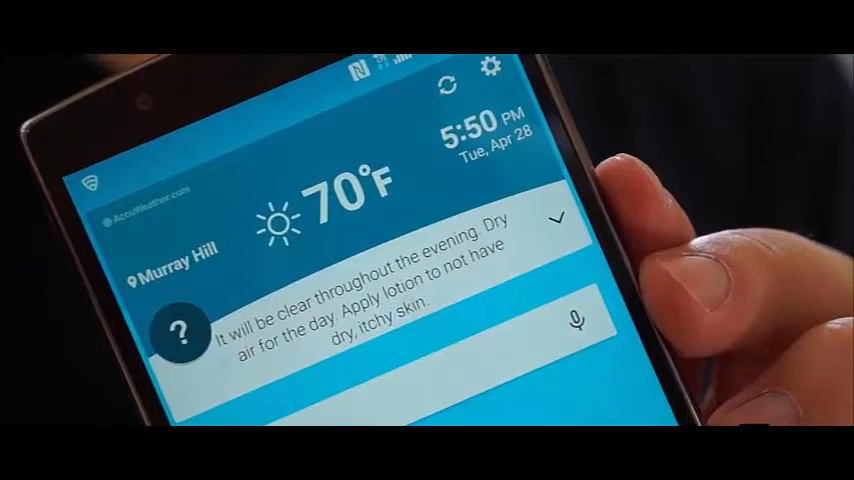 5:50 PM
Tue, Apr 28
AccuWeather.com
70°F
Murray Hill
It will be clear throughout the evening. Dry
air for the day. Apply lotion to not have
dry, itchy skin.
?